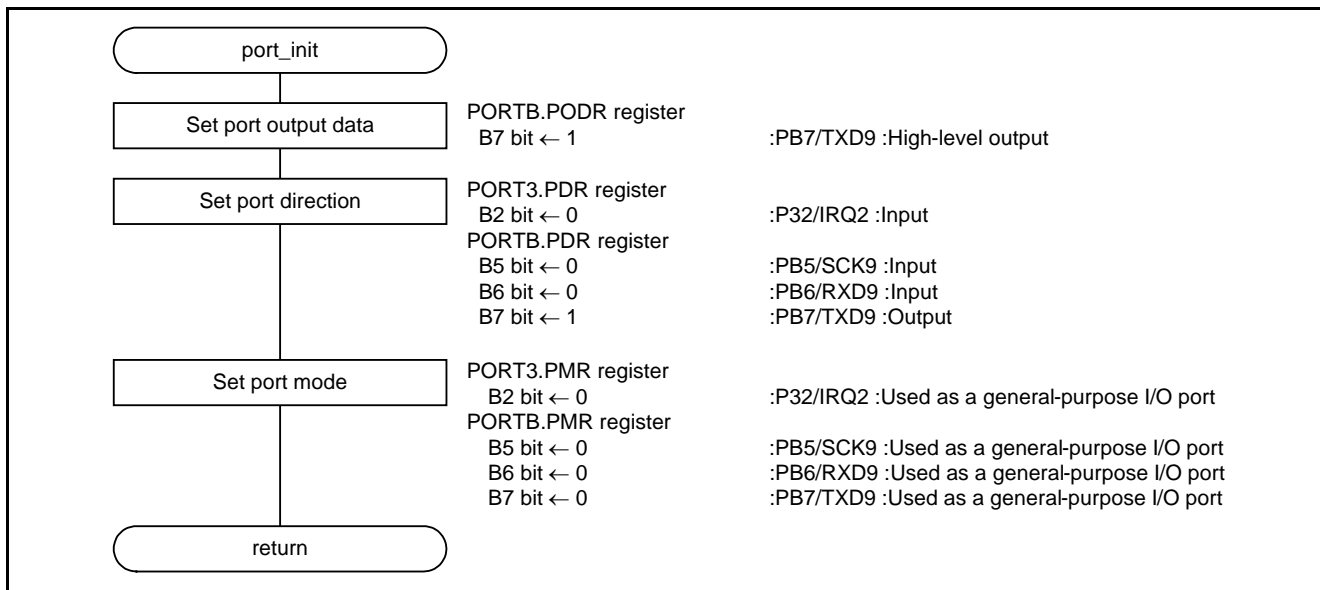 port_init
Set port output data
PORTB.PODR register
B7 bit ← 1 :PB7/TXD9 :High-level output
Set port direction
PORT3.PDR register
B2 bit ← 0 :P32/IRQ2 :Input
PORTB.PDR register
B5 bit ← 0 :PB5/SCK9 :Input
B6 bit ← 0 :PB6/RXD9 :Input
B7 bit ← 1 :PB7/TXD9 :Output
Set port mode
PORT3.PMR register
B2 bit ← 0 :P32/IRQ2 :Used as a general-purpose I/O port
PORTB.PMR register
B5 bit ← 0 :PB5/SCK9 :Used as a general-purpose I/O port
B6 bit ← 0 :PB6/RXD9 :Used as a general-purpose I/O port
B7 bit ← 0 :PB7/TXD9 :Used as a general-purpose I/O port
return